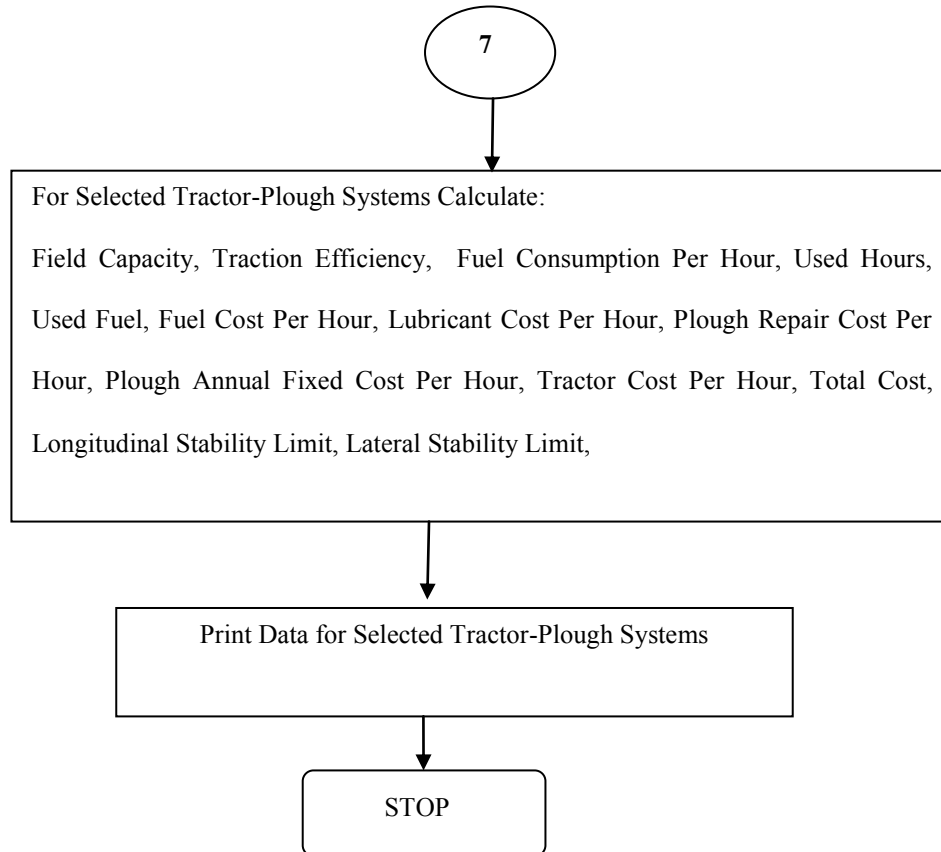 7
For Selected Tractor-Plough Systems Calculate:
Field Capacity, Traction Efficiency, Fuel Consumption Per Hour, Used Hours,
Used Fuel, Fuel Cost Per Hour, Lubricant Cost Per Hour, Plough Repair Cost Per
Hour, Plough Annual Fixed Cost Per Hour, Tractor Cost Per Hour, Total Cost,
Longitudinal Stability Limit, Lateral Stability Limit,
Print Data for Selected Tractor-Plough Systems
STOP